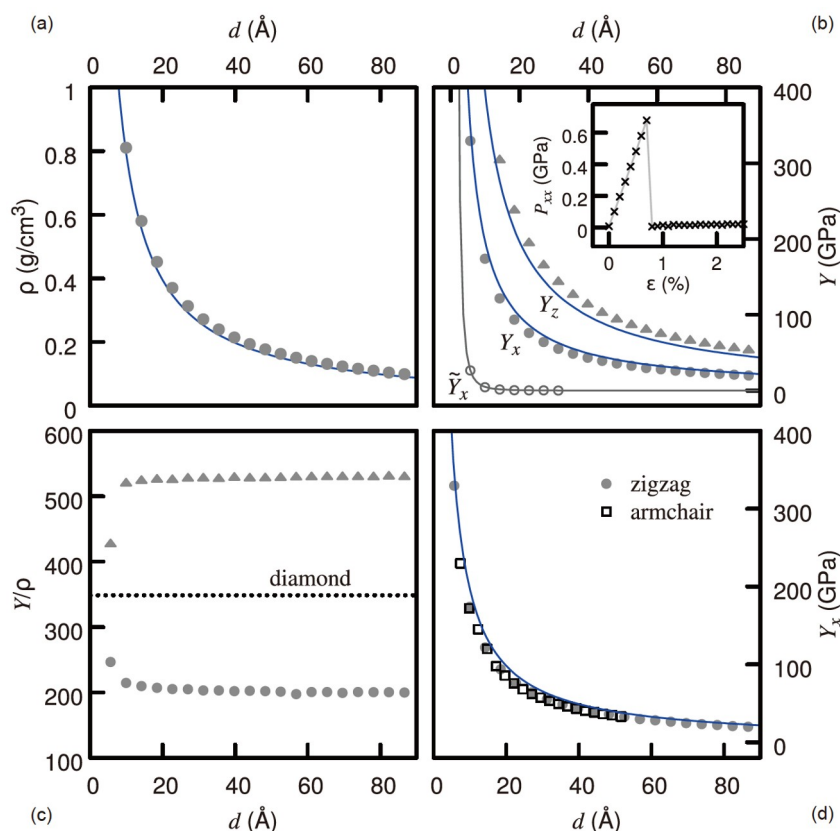 (a)
d (Å)
0 20 40 60 80
1
0.8
0.6
0.4
0.2
0
ρ (g/cm³)
(b)
d (Å)
0 20 40 60 80
400
300
200
100
0
Y (GPa)
Y_z
Y_x
Ỹ_x
P_xx (GPa)
0.6
0.2
0
0 1 2
ε (%)
600
500
400
300
200
100
Y/ρ
diamond
0 20 40 60 80
d (Å)
(c)
zigzag
armchair
400
300
200
100
0
Y_x (GPa)
0 20 40 60 80
d (Å)
(d)